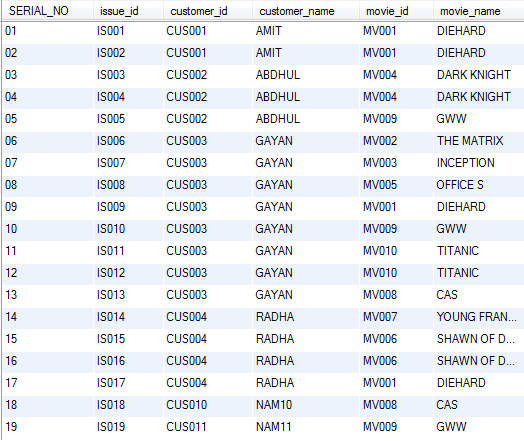 SERIAL_NO issue_id customer_id customer_name movie_id movie_name
01 IS001 CUS001 AMIT MV001 DIEHARD
02 IS002 CUS001 AMIT MV001 DIEHARD
03 IS003 CUS002 ABDHUL MV004 DARK KNIGHT
04 IS004 CUS002 ABDHUL MV004 DARK KNIGHT
05 IS005 CUS002 ABDHUL MV009 GWW
06 IS006 CUS003 GAYAN MV002 THE MATRIX
07 IS007 CUS003 GAYAN MV003 INCEPTION
08 IS008 CUS003 GAYAN MV005 OFFICE S
09 IS009 CUS003 GAYAN MV001 DIEHARD
10 IS010 CUS003 GAYAN MV009 GWW
11 IS011 CUS003 GAYAN MV010 TITANIC
12 IS012 CUS003 GAYAN MV010 TITANIC
13 IS013 CUS003 GAYAN MV008 CAS
14 IS014 CUS004 RADHA MV007 YOUNG FRAN...
15 IS015 CUS004 RADHA MV006 SHAWN OF D...
16 IS016 CUS004 RADHA MV006 SHAWN OF D...
17 IS017 CUS004 RADHA MV001 DIEHARD
18 IS018 CUS010 NAM10 MV008 CAS
19 IS019 CUS011 NAM11 MV009 GWW